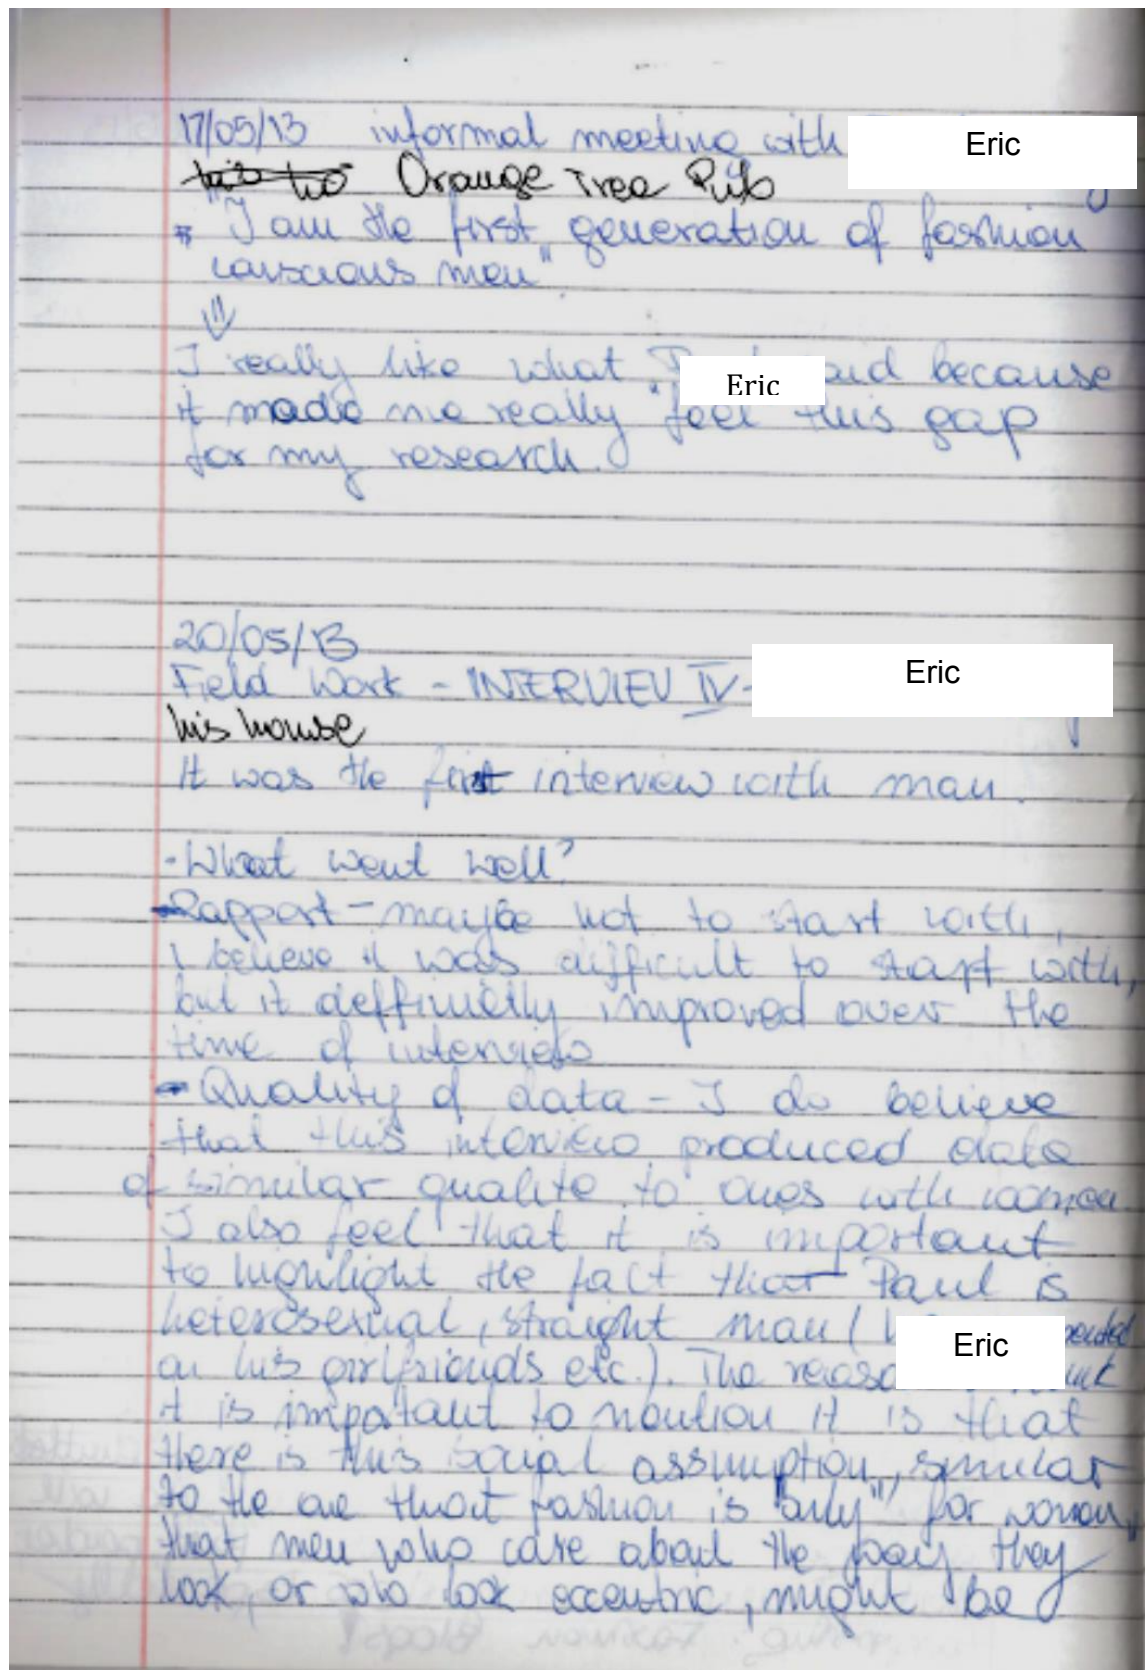 17/05/13 informal meeting with Eric
Orange Tree Pub
* "I am the first generation of fashion
conscious men"
⇓
I really like what Eric said because
it made me really "feel" this gap
for my research.
20/05/13
Field Work - INTERVIEW IV - Eric
his house
It was the first interview with man.
- What went well?
- Rapport - maybe not to start with,
I believe it was difficult to start with,
but it deffinietly improved over the
time of interview
- Quality of data - I do believe
that this interview produced data
of similar quality to ones with women
I also feel that it is important
to highlight the fact that Paul is
heterosexual, straight man ( Eric
on his girlfriends etc.). The
it is important to mention it is that
there is this social assumption, similar
to the one that fashion is "only" for women,
that men who care about the way they
look, or who look eccentric, might be